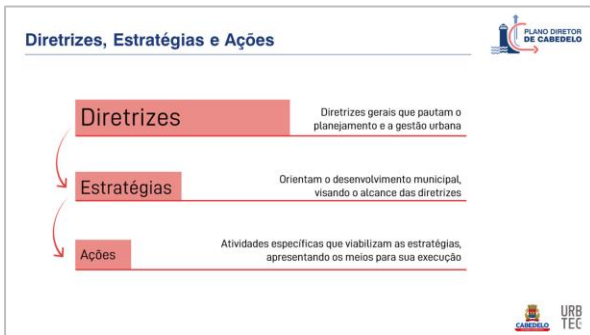 Diretrizes, Estratégias e Ações
PLANO DIRETOR
DE CABEDELO
Diretrizes
Diretrizes gerais que pautam o
planejamento e a gestão urbana
Estratégias
Orientam o desenvolvimento municipal,
visando o alcance das diretrizes
Ações
Atividades específicas que viabilizam as estratégias,
apresentando os meios para sua execução
CABEDELO
URB
TEC